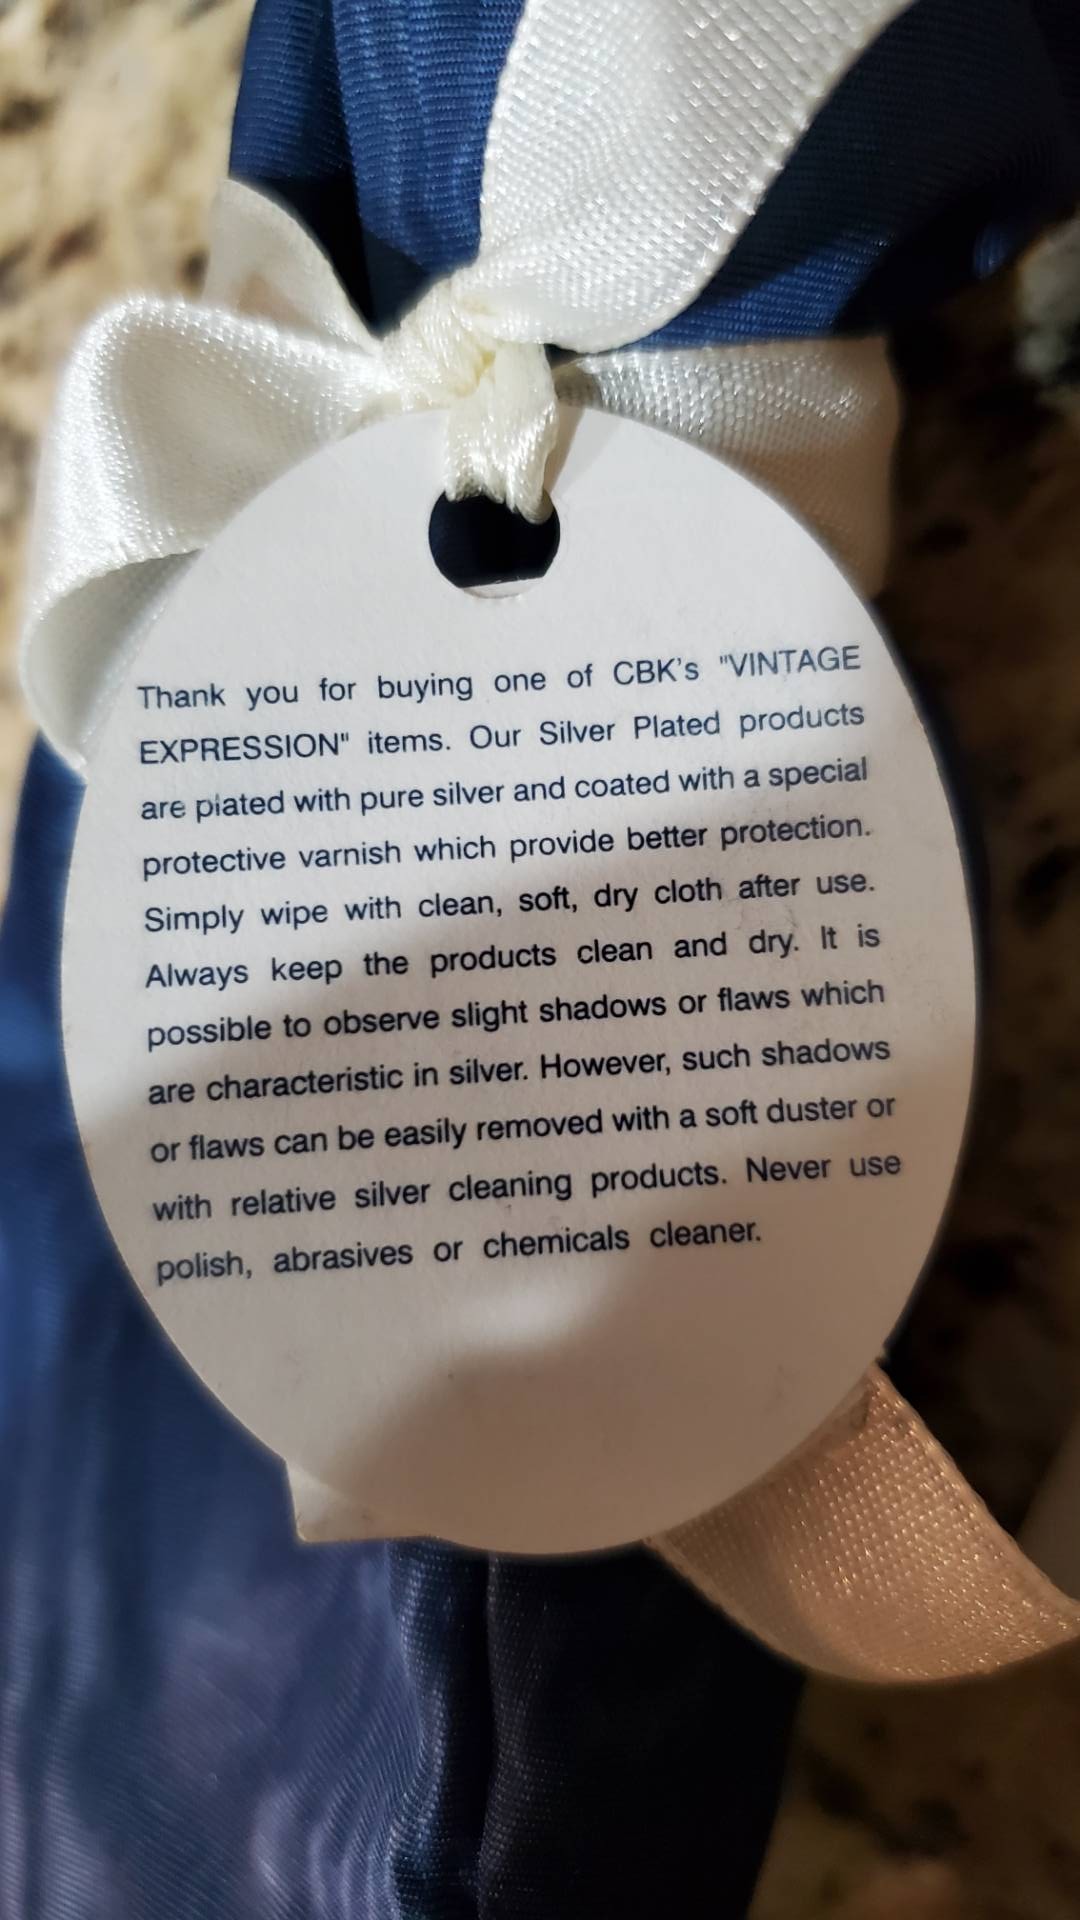 Thank you for buying one of CBK's "VINTAGE
EXPRESSION" items. Our Silver Plated products
are plated with pure silver and coated with a special
protective varnish which provide better protection.
Simply wipe with clean, soft, dry cloth after use.
Always keep the products clean and dry. It is
possible to observe slight shadows or flaws which
are characteristic in silver. However, such shadows
or flaws can be easily removed with a soft duster or
with relative silver cleaning products. Never use
polish, abrasives or chemicals cleaner.